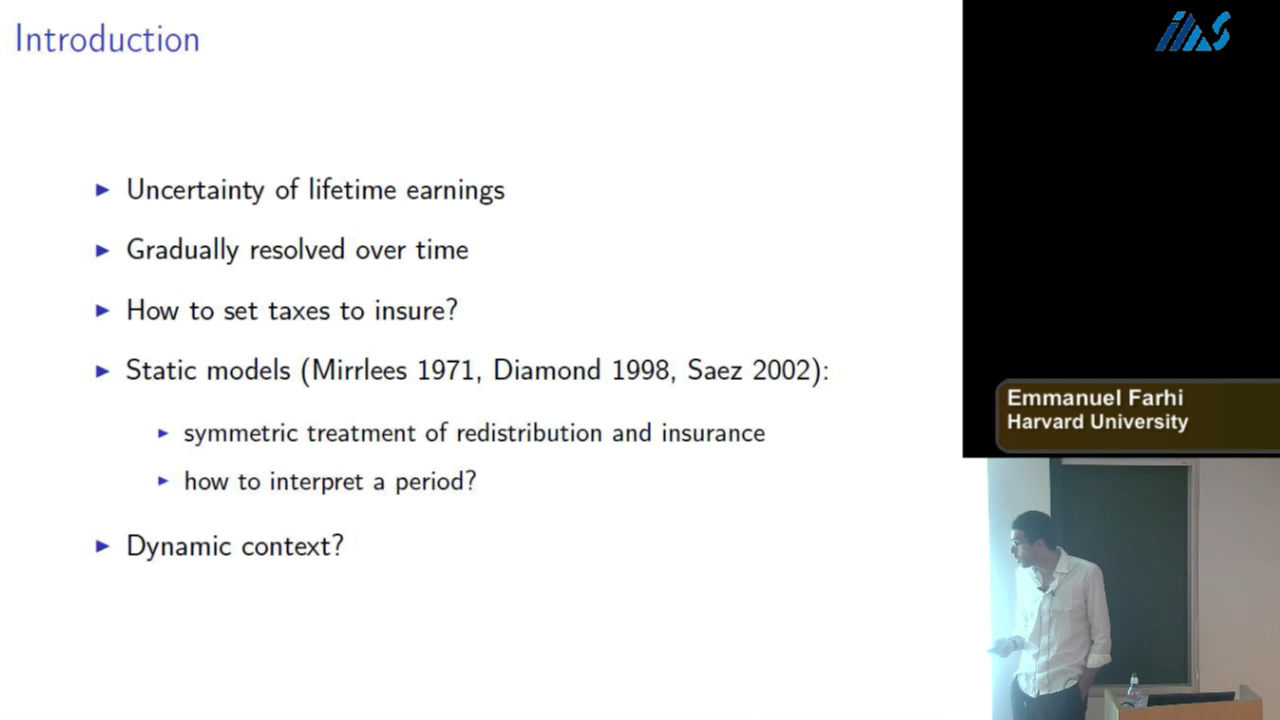 Introduction
► Uncertainty of lifetime earnings
► Gradually resolved over time
► How to set taxes to insure?
► Static models (Mirrlees 1971, Diamond 1998, Saez 2002):
► symmetric treatment of redistribution and insurance
► how to interpret a period?
► Dynamic context?
Emmanuel Farhi
Harvard University